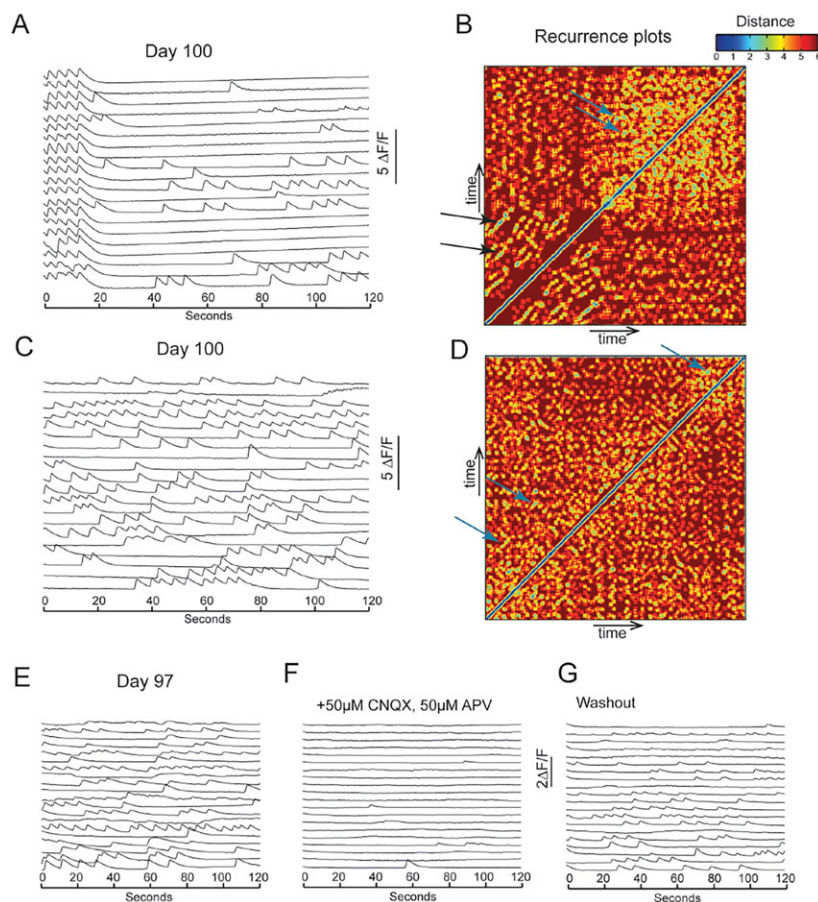 A
Day 100
5 ΔF/F
0 20 40 60 80 100 120
Seconds
B
Recurrence plots
Distance
0 1 2 3 4 5 6
time
time
C
Day 100
5 ΔF/F
0 20 40 60 80 100 120
Seconds
D
time
time
E
Day 97
0 20 40 60 80 100 120
Seconds
F
+50µM CNQX, 50µM APV
0 20 40 60 80 100 120
Seconds
G
Washout
2ΔF/F
0 20 40 60 80 100 120
Seconds